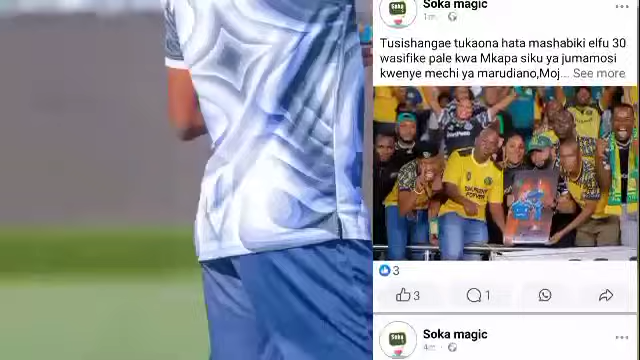 Soka magic
1m
Tusishangae tukaona hata mashabiki elfu 30
wasifike pale kwa Mkapa siku ya jumamosi
kwenye mechi ya marudiano,Moj... See more
3
3
1
Soka magic
4m